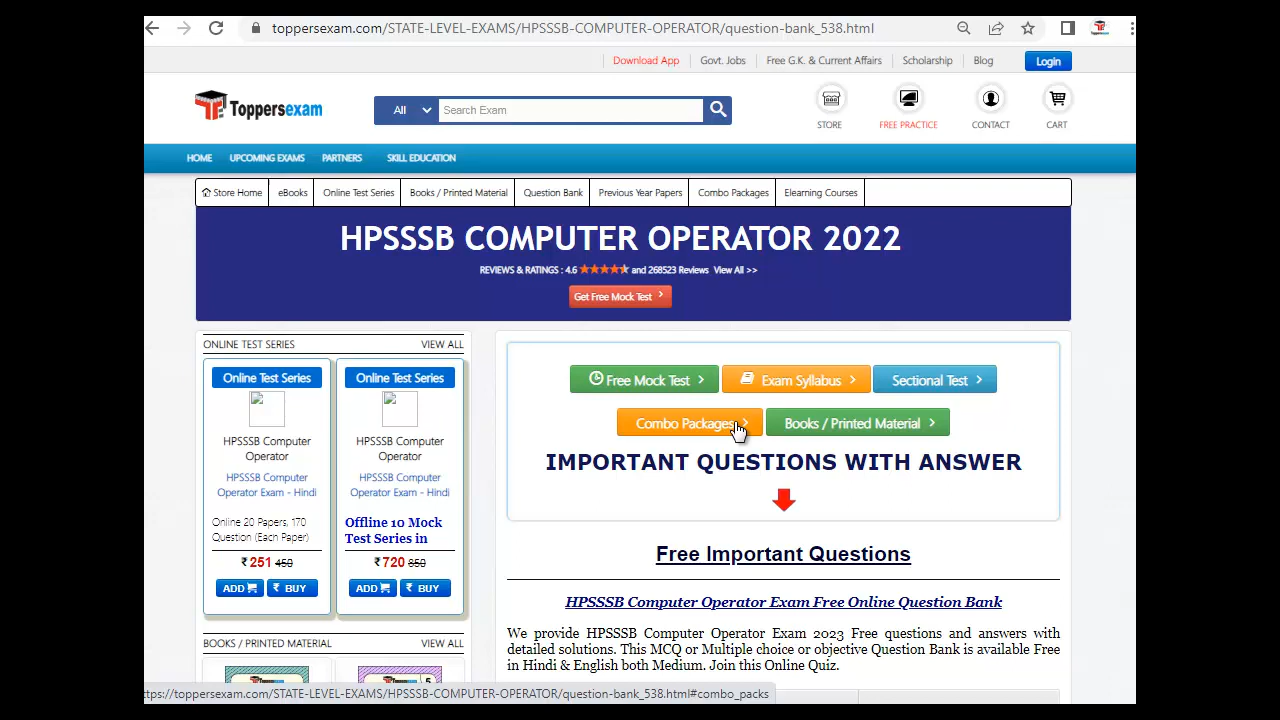 toppersexam.com/STATE-LEVEL-EXAMS/HPSSSB-COMPUTER-OPERATOR/question-bank_538.html
Download App Govt. Jobs Free G.K. & Current Affairs Scholarship Blog Login
Toppersexam
All Search Exam
STORE FREE PRACTICE CONTACT CART
HOME UPCOMING EXAMS PARTNERS SKILL EDUCATION
Store Home eBooks Online Test Series Books / Printed Material Question Bank Previous Year Papers Combo Packages Elearning Courses
HPSSSB COMPUTER OPERATOR 2022
REVIEWS & RATINGS : 4.6 and 268523 Reviews View All >>
Get Free Mock Test
ONLINE TEST SERIES VIEW ALL
Online Test Series
HPSSSB Computer
Operator
HPSSSB Computer
Operator Exam - Hindi
Online 20 Papers, 170
Question (Each Paper)
₹ 251 450
ADD ₹ BUY
Online Test Series
HPSSSB Computer
Operator
HPSSSB Computer
Operator Exam - Hindi
Offline 10 Mock
Test Series in
₹ 720 850
ADD ₹ BUY
BOOKS / PRINTED MATERIAL VIEW ALL
Free Mock Test Exam Syllabus Sectional Test
Combo Packages Books / Printed Material
IMPORTANT QUESTIONS WITH ANSWER
Free Important Questions
HPSSSB Computer Operator Exam Free Online Question Bank
We provide HPSSSB Computer Operator Exam 2023 Free questions and answers with
detailed solutions. This MCQ or Multiple choice or objective Question Bank is available Free
in Hindi & English both Medium. Join this Online Quiz.
ttps://toppersexam.com/STATE-LEVEL-EXAMS/HPSSSB-COMPUTER-OPERATOR/question-bank_538.html#combo_packs